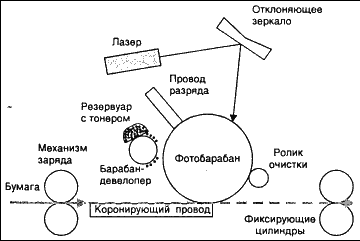 Отклоняющее
зеркало
Лазер
Провод
разряда
Резервуар
с тонером
Механизм
заряда
Фотобарабан
Ролик
очистки
Барабан-
девелопер
Бумага
Коронирующий провод
Фиксирующие
цилиндры